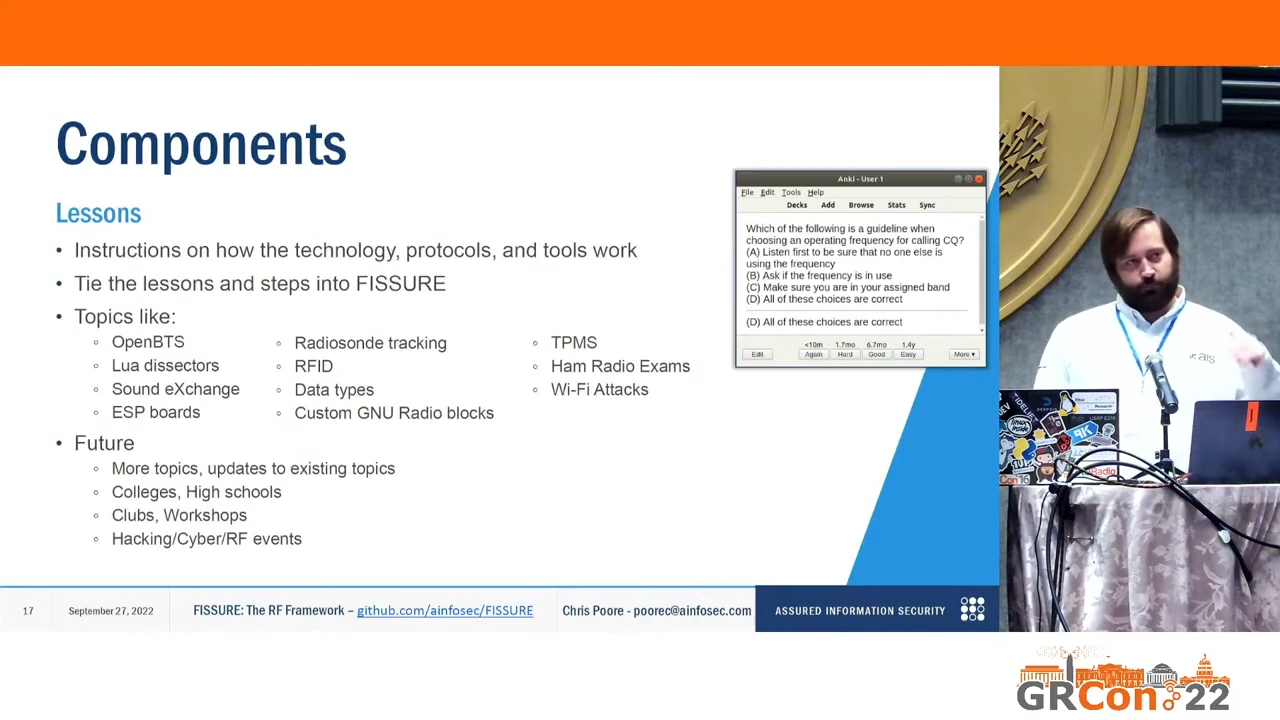 Components
Lessons
• Instructions on how the technology, protocols, and tools work
• Tie the lessons and steps into FISSURE
• Topics like:
OpenBTS
Lua dissectors
Sound eXchange
ESP boards
Radiosonde tracking
RFID
Data types
Custom GNU Radio blocks
TPMS
Ham Radio Exams
Wi-Fi Attacks
• Future
More topics, updates to existing topics
Colleges, High schools
Clubs, Workshops
Hacking/Cyber/RF events
Anki - User 1
File Edit Tools Help
Decks Add Browse Stats Sync
Which of the following is a guideline when
choosing an operating frequency for calling CQ?
(A) Listen first to be sure that no one else is
using the frequency
(B) Ask if the frequency is in use
(C) Make sure you are in your assigned band
(D) All of these choices are correct
(D) All of these choices are correct
<10m 1.7mo 6.7mo 1.4y
Edit Again Hard Good Easy More ▾
17 September 27, 2022 FISSURE: The RF Framework – github.com/ainfosec/FISSURE Chris Poore - poorec@ainfosec.com ASSURED INFORMATION SECURITY
ais
Linux
inside
Radio
Con 16
GRCon 22